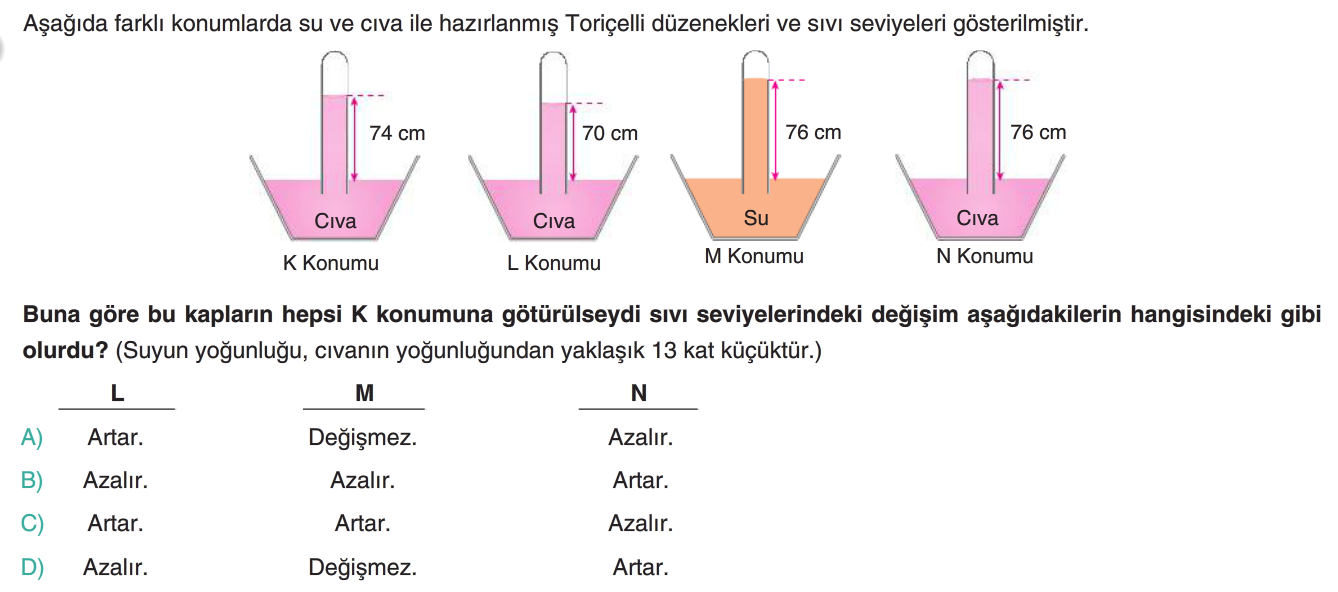 Aşağıda farklı konumlarda su ve cıva ile hazırlanmış Toriçelli düzenekleri ve sıvı seviyeleri gösterilmiştir.
74 cm 70 cm 76 cm 76 cm
Cıva Cıva Su Cıva
K Konumu L Konumu M Konumu N Konumu
Buna göre bu kapların hepsi K konumuna götürülseydi sıvı seviyelerindeki değişim aşağıdakilerin hangisindeki gibi
olurdu? (Suyun yoğunluğu, cıvanın yoğunluğundan yaklaşık 13 kat küçüktür.)
L M N
A) Artar. Değişmez. Azalır.
B) Azalır. Azalır. Artar.
C) Artar. Artar. Azalır.
D) Azalır. Değişmez. Artar.